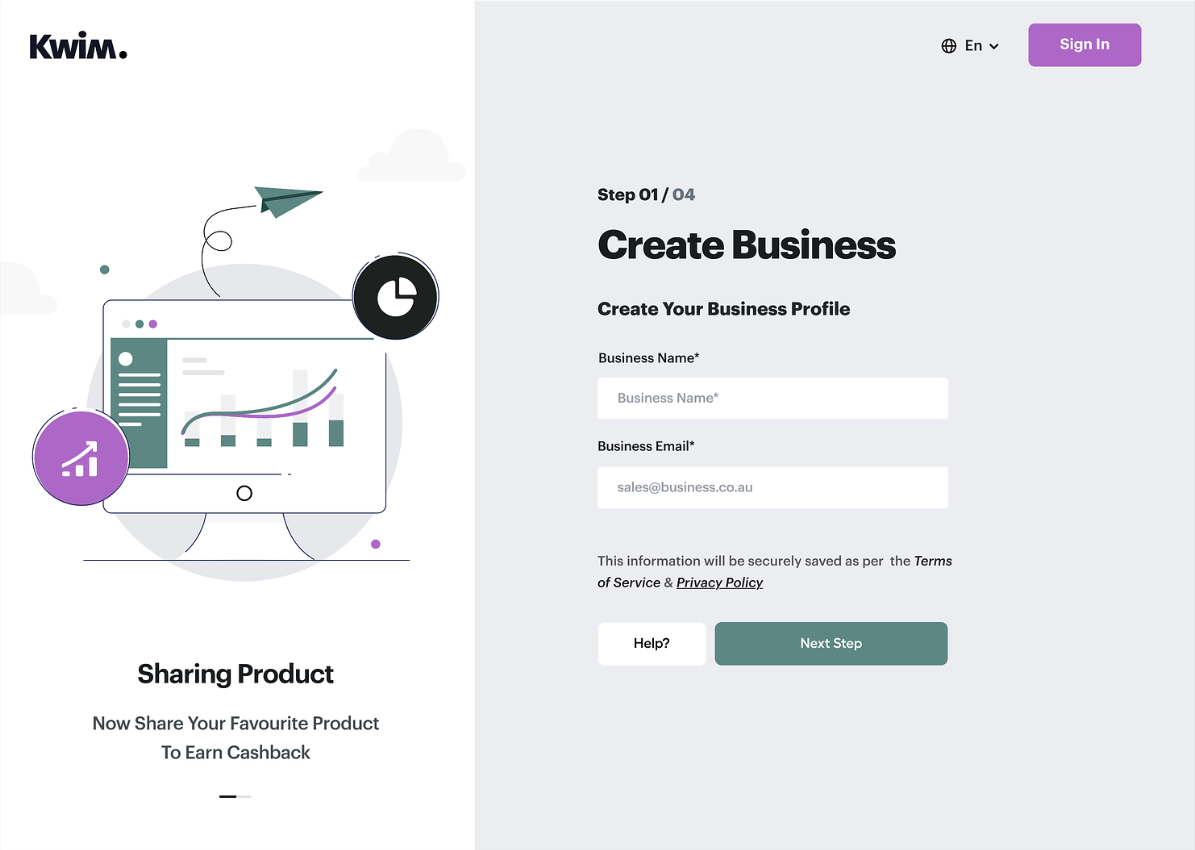 Kwim.
En
Sign In
Sharing Product
Now Share Your Favourite Product
To Earn Cashback
Step 01 / 04
Create Business
Create Your Business Profile
Business Name*
Business Name*
Business Email*
sales@business.co.au
This information will be securely saved as per the Terms
of Service & Privacy Policy
Help?
Next Step